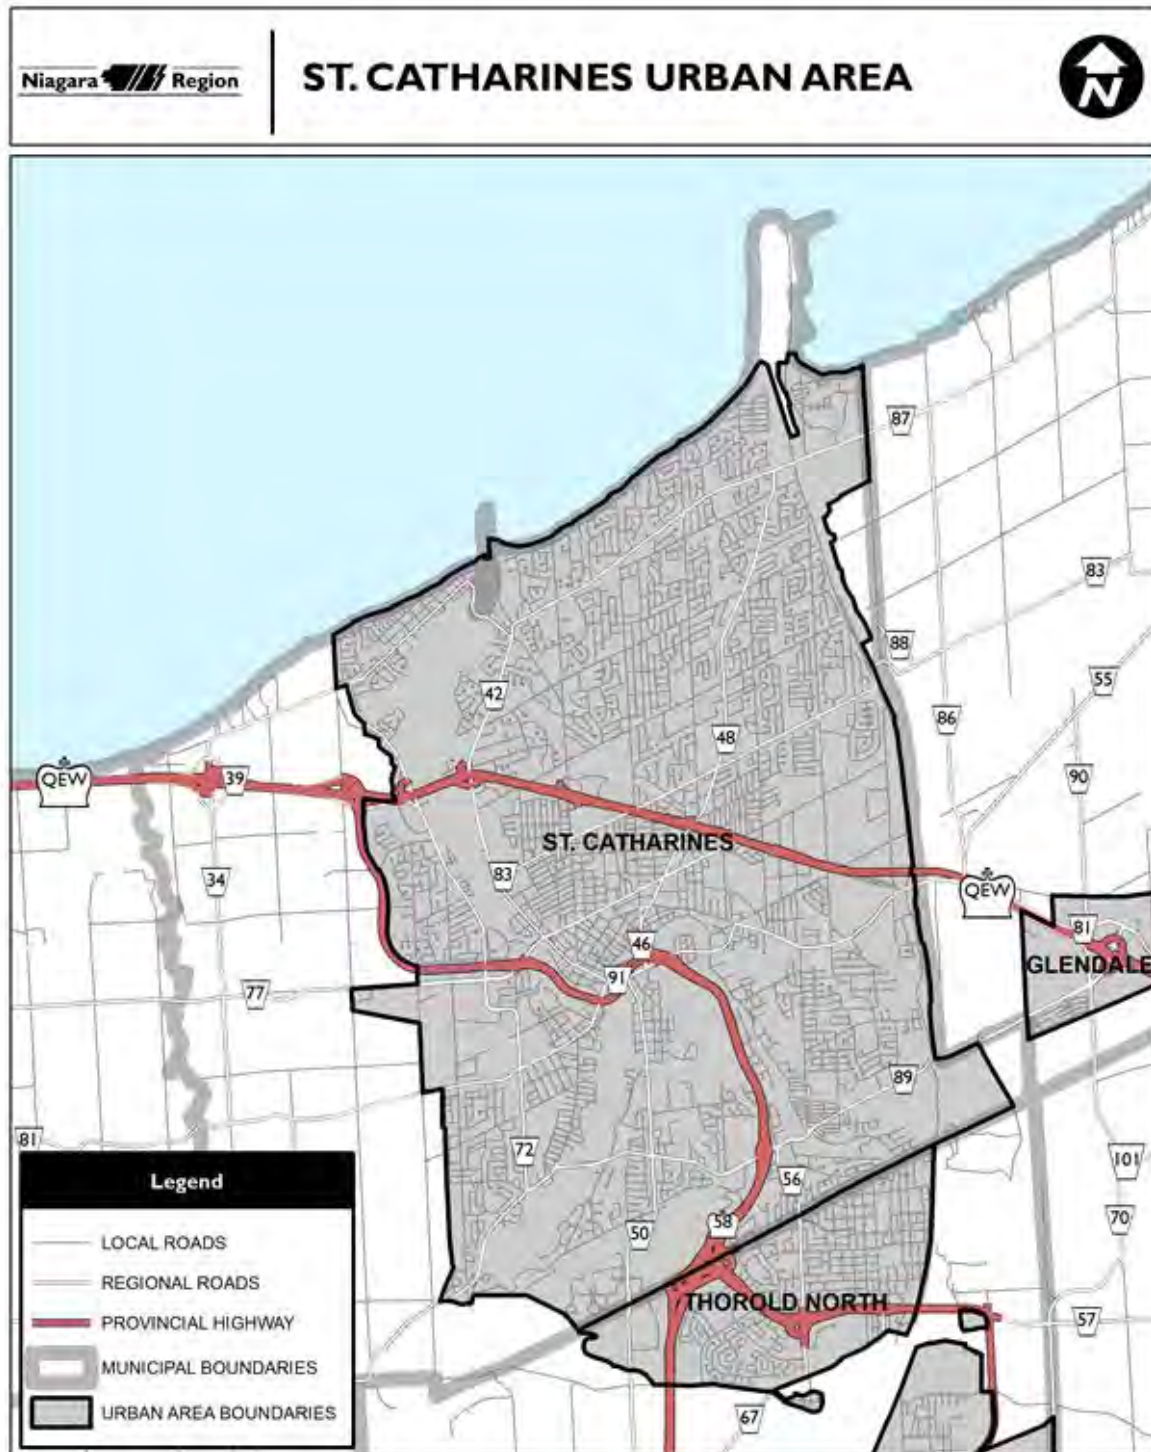 Niagara Region
ST. CATHARINES URBAN AREA
N
87
83
88
55
42
86
48
QEW
39
90
ST. CATHARINES
34
83
QEW
81
46
GLENDALE
91
77
89
81
72
101
56
70
58
50
THOROLD NORTH
57
67
Legend
LOCAL ROADS
REGIONAL ROADS
PROVINCIAL HIGHWAY
MUNICIPAL BOUNDARIES
URBAN AREA BOUNDARIES